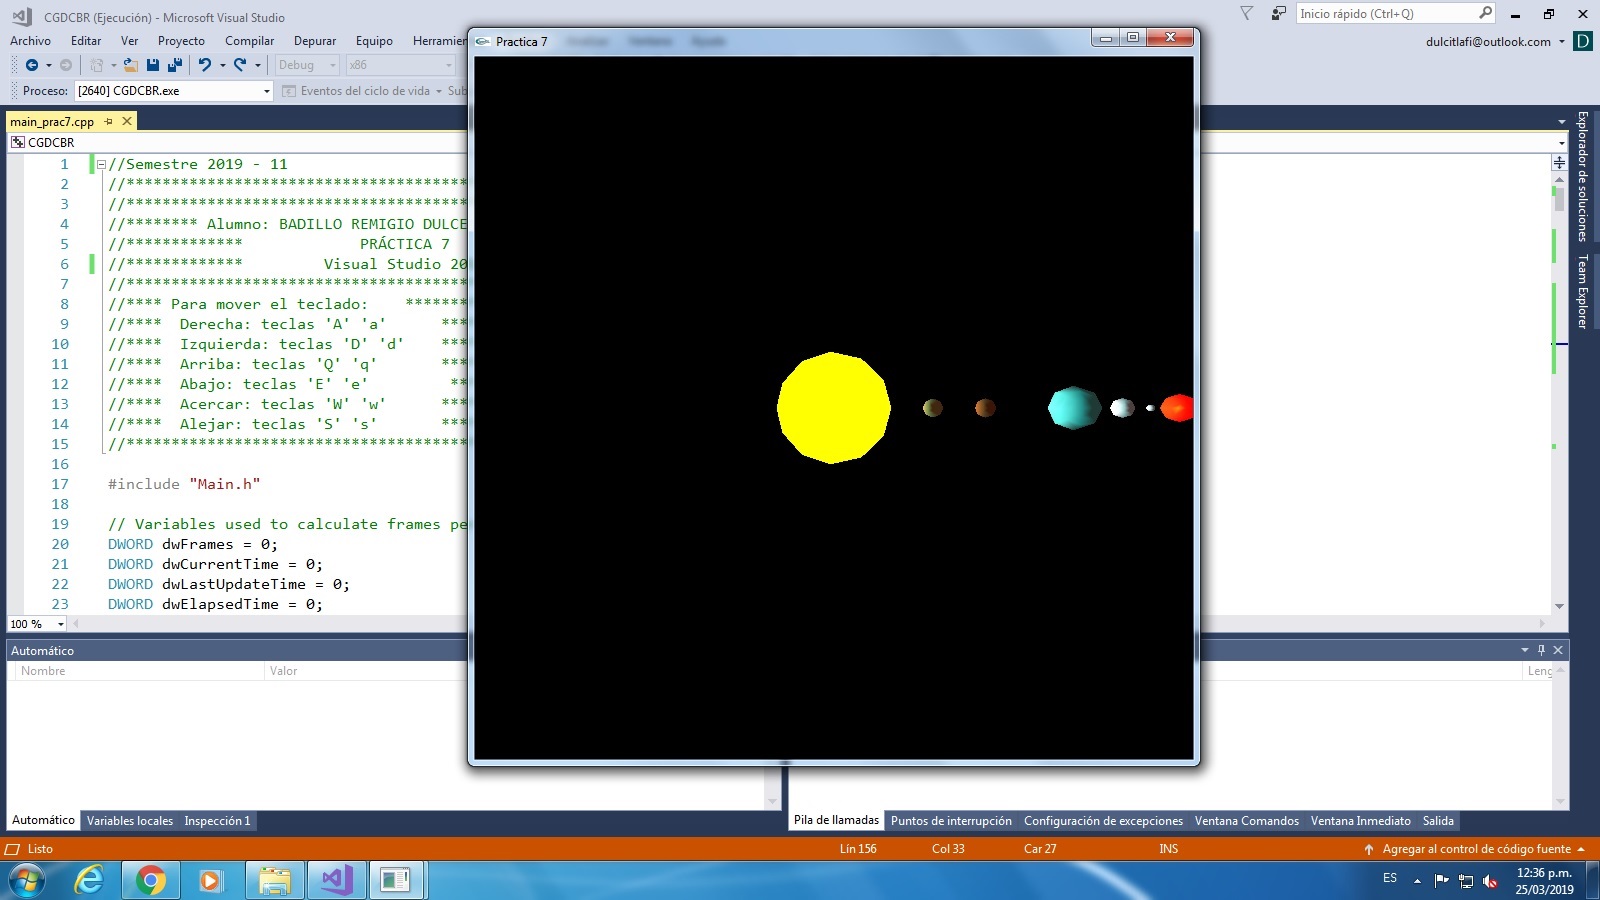 CGDCBR (Ejecución) - Microsoft Visual Studio
Inicio rápido (Ctrl+Q)
Archivo Editar Ver Proyecto Compilar Depurar Equipo Herramien
dulcitlafi@outlook.com D
Debug x86
Proceso: [2640] CGDCBR.exe Eventos del ciclo de vida Sub
Practica 7
main_prac7.cpp
CGDCBR
1 //Semestre 2019 - 11
2 //****************************************
3 //****************************************
4 //******** Alumno: BADILLO REMIGIO DULCE
5 //************* PRÁCTICA 7
6 //************* Visual Studio 20
7 //****************************************
8 //**** Para mover el teclado: *******
9 //**** Derecha: teclas 'A' 'a' ***
10 //**** Izquierda: teclas 'D' 'd' ***
11 //**** Arriba: teclas 'Q' 'q' ***
12 //**** Abajo: teclas 'E' 'e' **
13 //**** Acercar: teclas 'W' 'w' ***
14 //**** Alejar: teclas 'S' 's' ***
15 //****************************************
16
17 #include "Main.h"
18
19 // Variables used to calculate frames pe
20 DWORD dwFrames = 0;
21 DWORD dwCurrentTime = 0;
22 DWORD dwLastUpdateTime = 0;
23 DWORD dwElapsedTime = 0;
100 %
Explorador de soluciones
Team Explorer
Automático
Nombre Valor Leng
Automático Variables locales Inspección 1
Pila de llamadas Puntos de interrupción Configuración de excepciones Ventana Comandos Ventana Inmediato Salida
Listo Lín 156 Col 33 Car 27 INS Agregar al control de código fuente
ES 12:36 p.m.
25/03/2019